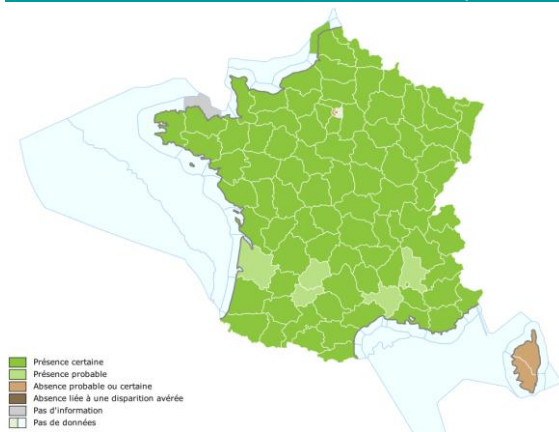 Présence certaine
Présence probable
Absence probable ou certaine
Absence liée à une disparition avérée
Pas d'information
Pas de données